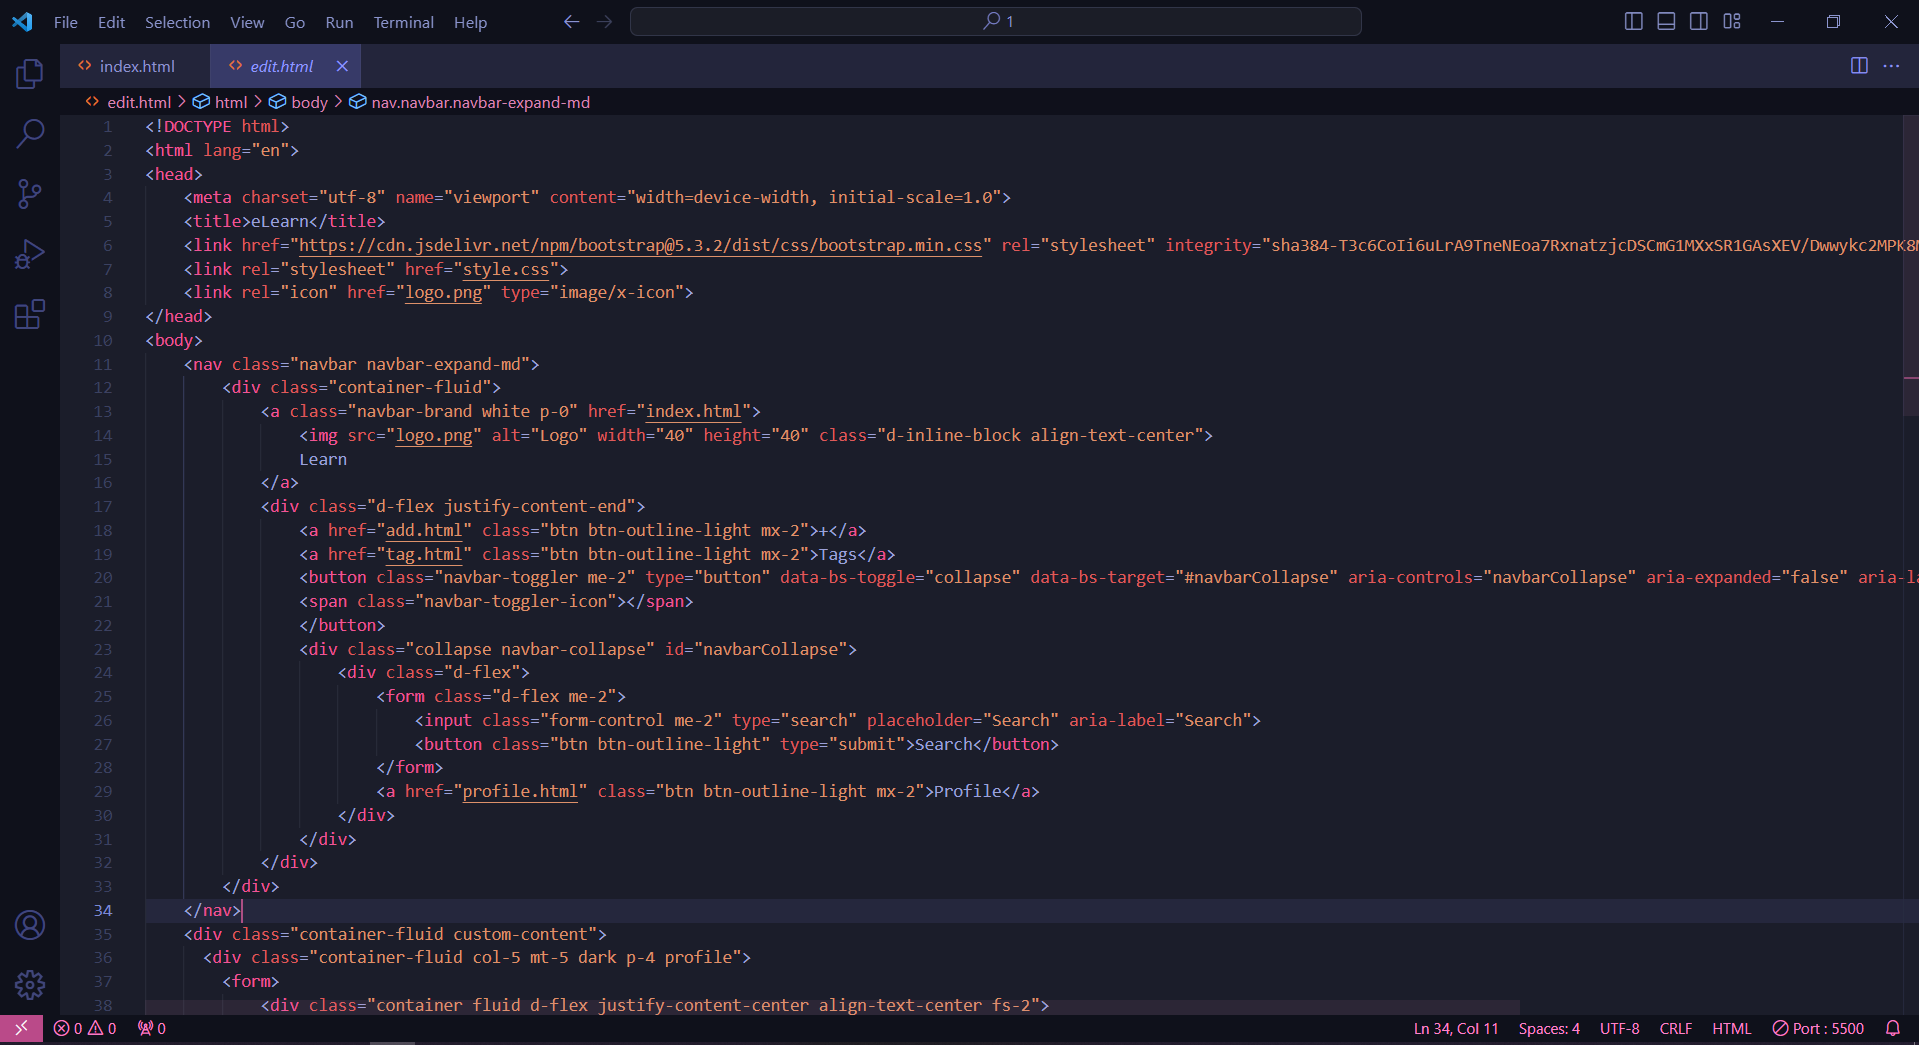 File Edit Selection View Go Run Terminal Help
1
index.html
edit.html
edit.html > html > body > nav.navbar.navbar-expand-md
1 <!DOCTYPE html>
2 <html lang="en">
3 <head>
4 <meta charset="utf-8" name="viewport" content="width=device-width, initial-scale=1.0">
5 <title>eLearn</title>
6 <link href="https://cdn.jsdelivr.net/npm/bootstrap@5.3.2/dist/css/bootstrap.min.css" rel="stylesheet" integrity="sha384-T3c6CoIi6uLrA9TneNEoa7RxnatzjcDSCmG1MXxSR1GAsXEV/Dwwykc2MPK8M
7 <link rel="stylesheet" href="style.css">
8 <link rel="icon" href="logo.png" type="image/x-icon">
9 </head>
10 <body>
11 <nav class="navbar navbar-expand-md">
12 <div class="container-fluid">
13 <a class="navbar-brand white p-0" href="index.html">
14 <img src="logo.png" alt="Logo" width="40" height="40" class="d-inline-block align-text-center">
15 Learn
16 </a>
17 <div class="d-flex justify-content-end">
18 <a href="add.html" class="btn btn-outline-light mx-2">+</a>
19 <a href="tag.html" class="btn btn-outline-light mx-2">Tags</a>
20 <button class="navbar-toggler me-2" type="button" data-bs-toggle="collapse" data-bs-target="#navbarCollapse" aria-controls="navbarCollapse" aria-expanded="false" aria-la
21 <span class="navbar-toggler-icon"></span>
22 </button>
23 <div class="collapse navbar-collapse" id="navbarCollapse">
24 <div class="d-flex">
25 <form class="d-flex me-2">
26 <input class="form-control me-2" type="search" placeholder="Search" aria-label="Search">
27 <button class="btn btn-outline-light" type="submit">Search</button>
28 </form>
29 <a href="profile.html" class="btn btn-outline-light mx-2">Profile</a>
30 </div>
31 </div>
32 </div>
33 </div>
34 </nav>
35 <div class="container-fluid custom-content">
36 <div class="container-fluid col-5 mt-5 dark p-4 profile">
37 <form>
38 <div class="container fluid d-flex justify-content-center align-text-center fs-2">
0 0 0 Ln 34, Col 11 Spaces: 4 UTF-8 CRLF HTML Port : 5500